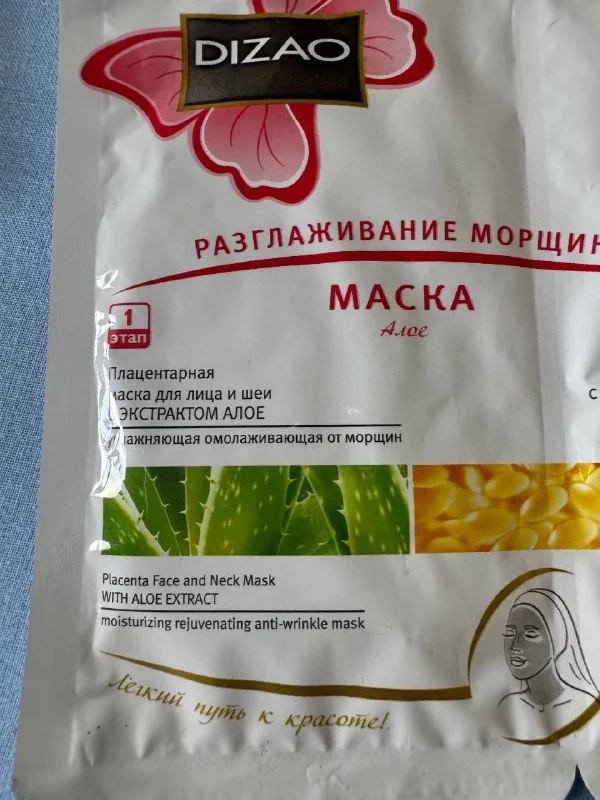 DIZAO
РАЗГЛАЖИВАНИЕ МОРЩИН
МАСКА
Алое
1
этап
Плацентарная
маска для лица и шеи
ЭКСТРАКТОМ АЛОЕ
с
омолаживающая от морщин
Placenta Face and Neck Mask
WITH ALOE EXTRACT
moisturizing rejuvenating anti-wrinkle mask
Лёгкий путь к красоте!